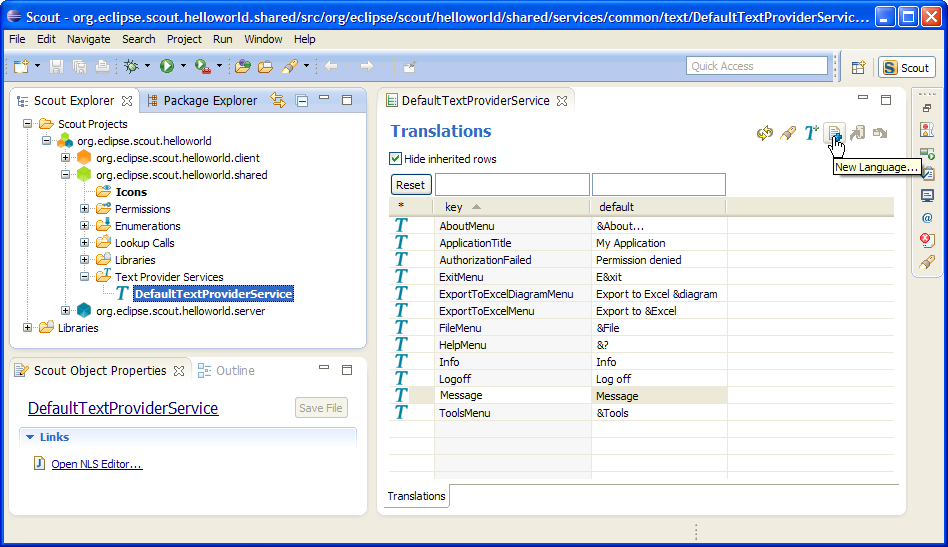 Scout - org.eclipse.scout.helloworld.shared/src/org/eclipse/scout/helloworld/shared/services/common/text/DefaultTextProviderServic...
File Edit Navigate Search Project Run Window Help
Quick Access
Scout
Scout Explorer
Package Explorer
Scout Projects
org.eclipse.scout.helloworld
org.eclipse.scout.helloworld.client
org.eclipse.scout.helloworld.shared
Icons
Permissions
Enumerations
Lookup Calls
Libraries
Text Provider Services
DefaultTextProviderService
org.eclipse.scout.helloworld.server
Libraries
Scout Object Properties
Outline
DefaultTextProviderService
Save File
Links
Open NLS Editor...
DefaultTextProviderService
Translations
New Language...
Hide inherited rows
Reset
* key default
AboutMenu &About...
ApplicationTitle My Application
AuthorizationFailed Permission denied
ExitMenu E&xit
ExportToExcelDiagramMenu Export to Excel &diagram
ExportToExcelMenu Export to &Excel
FileMenu &File
HelpMenu &?
Info Info
Logoff Log off
Message Message
ToolsMenu &Tools
Translations